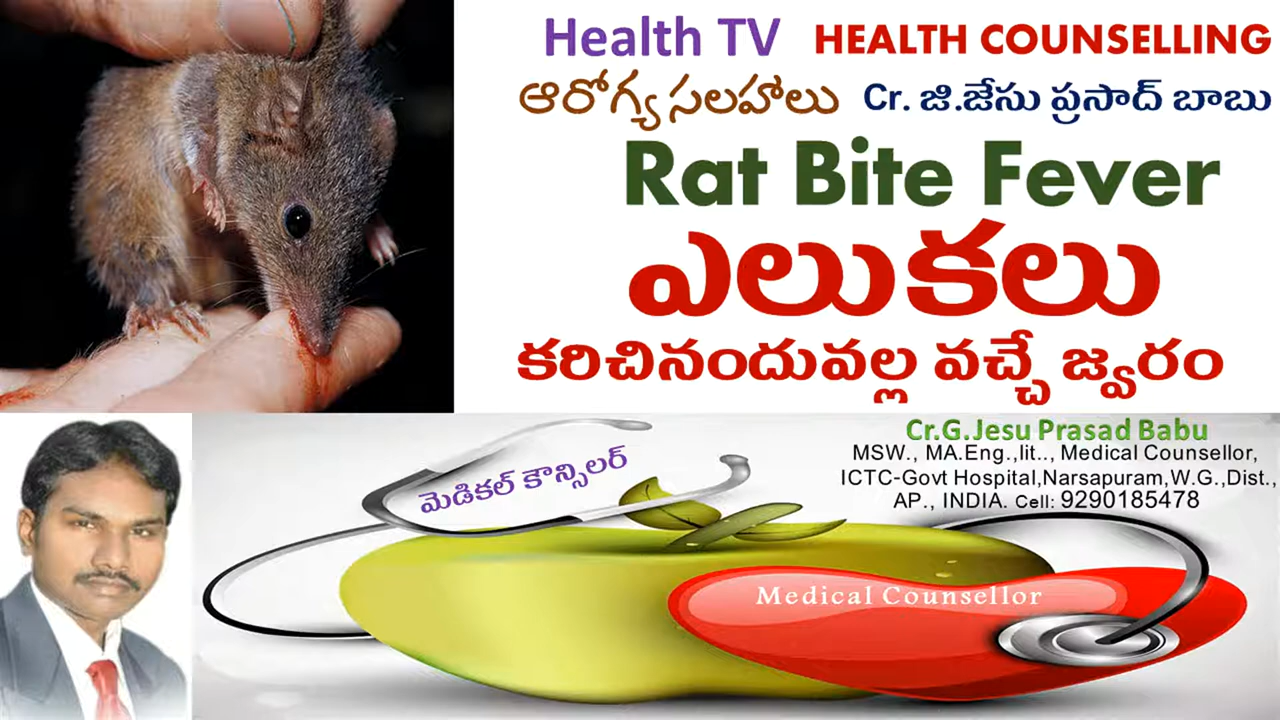 Health TV HEALTH COUNSELLING
ఆరోగ్య సలహాలు Cr. జి.జేసు ప్రసాద్ బాబు
Rat Bite Fever
ఎలుకలు
కరిచినందువల్ల వచ్చే జ్వరం
Cr.G.Jesu Prasad Babu
MSW., MA.Eng.,lit.., Medical Counsellor,
ICTC-Govt Hospital,Narsapuram,W.G.,Dist.,
AP., INDIA. Cell: 9290185478
మెడికల్ కౌన్సిలర్
Medical Counsellor